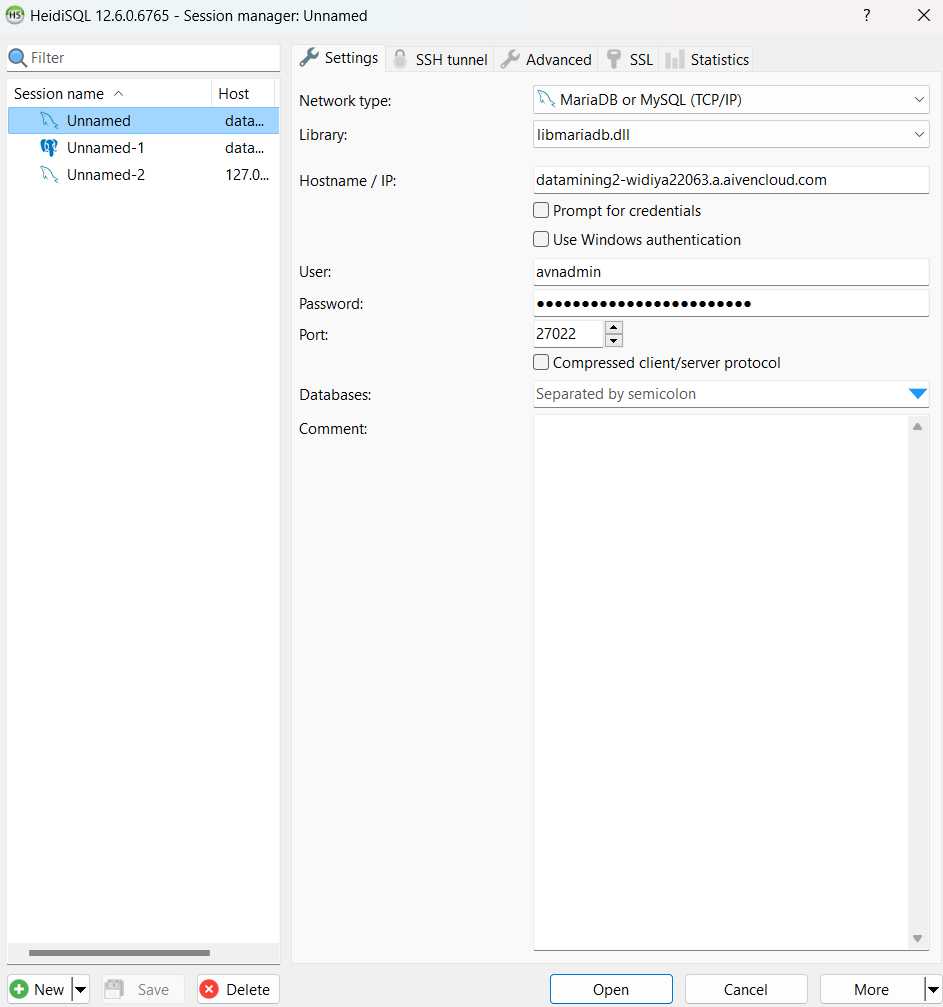 HeidiSQL 12.6.0.6765 - Session manager: Unnamed
?
Filter
Session name
Host
Unnamed
data...
Unnamed-1
data...
Unnamed-2
127.0...
Settings
SSH tunnel
Advanced
SSL
Statistics
Network type:
MariaDB or MySQL (TCP/IP)
Library:
libmariadb.dll
Hostname / IP:
datamining2-widiya22063.a.aivencloud.com
Prompt for credentials
Use Windows authentication
User:
avnadmin
Password:
●●●●●●●●●●●●●●●●●●●●●●●●
Port:
27022
Compressed client/server protocol
Databases:
Separated by semicolon
Comment:
New
Save
Delete
Open
Cancel
More